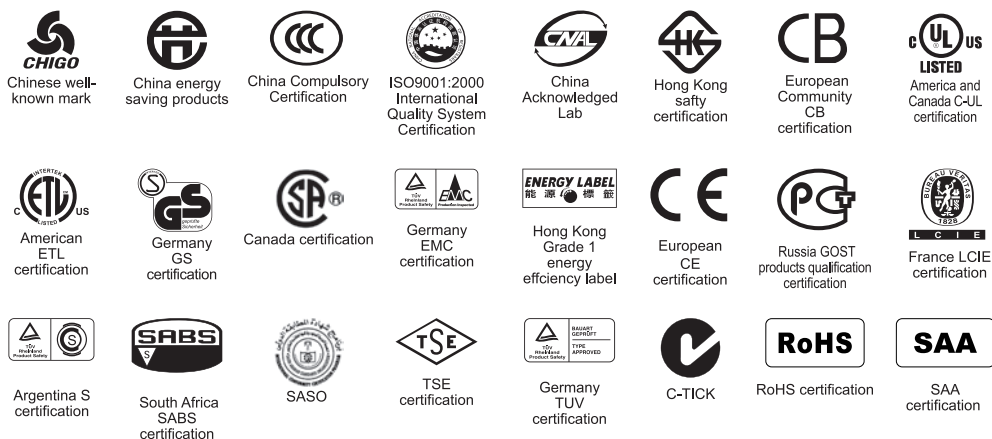 CHIGO
Chinese well-
known mark
China energy
saving products
CCC
China Compulsory
Certification
ISO9001:2000
International
Quality System
Certification
CNAL
China
Acknowledged
Lab
HK
Hong Kong
safty
certification
CB
European
Community
CB
certification
C UL US
LISTED
America and
Canada C-UL
certification
INTERTEK
C ETL US
LISTED
American
ETL
certification
S
GS
geprüfte
Sicherheit
Germany
GS
certification
SA
Canada certification
TÜV
Rheinland
Product Safety
EMC
Production Inspected
Germany
EMC
certification
ENERGY LABEL
能源標籤
Hong Kong
Grade 1
energy
effciency label
CE
European
CE
certification
PCT
Russia GOST
products qualification
certification
BUREAU VERITAS
1828
LCIE
France LCIE
certification
TÜV
Rheinland
Product Safety
S
Argentina S
certification
SABS
S
South Africa
SABS
certification
SASO
TSE
TSE
certification
TÜV
Rheinland
Product Safety
BAUART
GEPRÜFT
TYPE
APPROVED
Germany
TUV
certification
C-TICK
RoHS
RoHS certification
SAA
SAA
certification